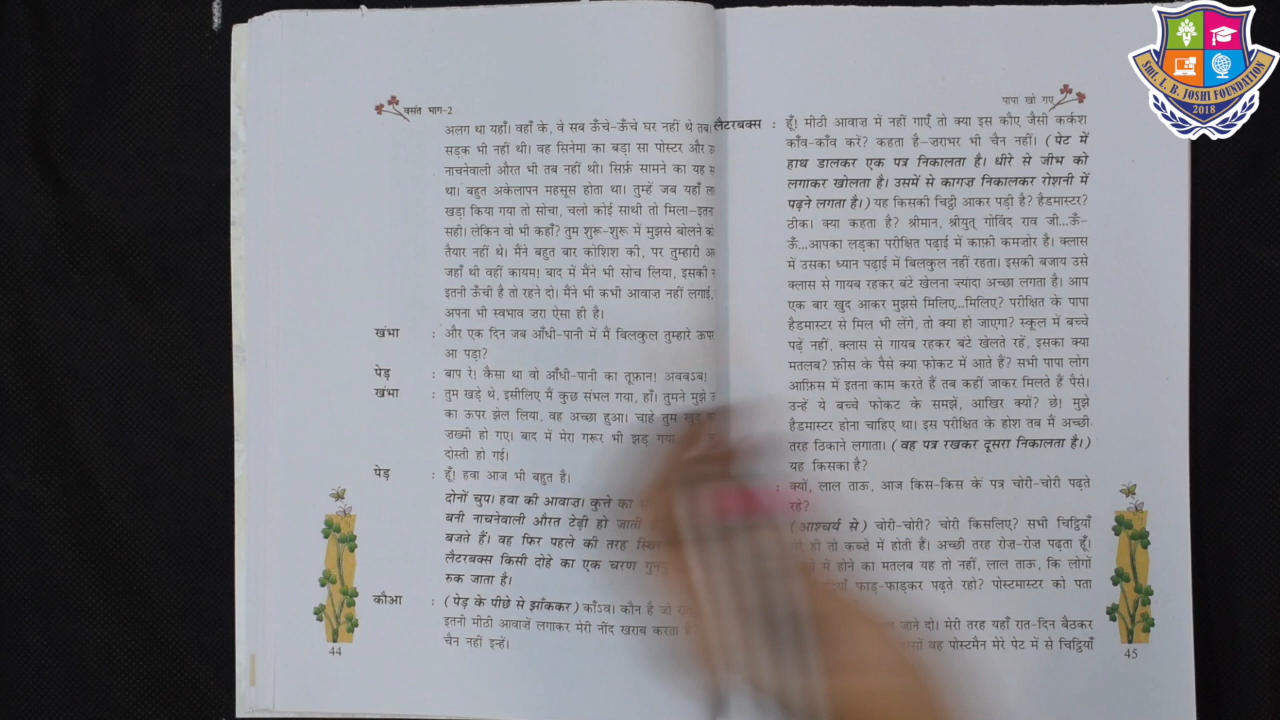 वसंत भाग-2
अलग था यहाँ। वहाँ के, वे सब ऊँचे-ऊँचे घर नहीं थे तब।
सड़क भी नहीं थी। वह सिनेमा का बड़ा सा पोस्टर और
नाचनेवाली औरत भी तब नहीं थी। सिर्फ़ सामने का यह
था। बहुत अकेलापन महसूस होता था। तुम्हें जब यहाँ
खड़ा किया गया तो सोचा, चलो कोई साथी तो मिला-इतना
सही। लेकिन वो भी कहाँ? तुम शुरू-शुरू में मुझसे बोलने को
तैयार नहीं थे। मैंने बहुत बार कोशिश की, पर तुम्हारी
जहाँ थी वहीं कायम! बाद में मैंने भी सोच लिया, इसकी
इतनी ऊँची है तो रहने दो। मैंने भी कभी आवाज़ नहीं लगाई,
अपना भी स्वभाव ज़रा ऐसा ही है।
खंभा : और एक दिन जब आँधी-पानी में मैं बिलकुल तुम्हारे ऊपर
आ पड़ा?
पेड़ : बाप रे! कैसा था वो आँधी-पानी का तूफ़ान! अबबऽब!
खंभा : तुम खड़े थे, इसीलिए मैं कुछ संभल गया, हाँ। तुमने मुझे
का ऊपर झेल लिया, वह अच्छा हुआ। चाहे तुम खुद
ज़ख्मी हो गए। बाद में मेरा गरूर भी झड़ गया
दोस्ती हो गई।
पेड़ : हूँ! हवा आज भी बहुत है।
दोनों चुप। हवा की आवाज़। कुत्ते का
बनी नाचनेवाली औरत टेढ़ी हो जाती
बजते हैं। वह फिर पहले की तरह
लैटरबक्स किसी दोहे का एक चरण
रुक जाता है।
कौआ : (पेड़ के पीछे से झाँककर) काँऽव। कौन है जो
इतनी मीठी आवाज़ें लगाकर मेरी नींद खराब करता है?
चैन नहीं इन्हें।
44
पापा खो गए
लैटरबक्स : हूँ! मीठी आवाज़ में नहीं गाएँ तो क्या इस कौए जैसी कर्कश
काँव-काँव करें? कहता है-ज़राभर भी चैन नहीं। (पेट में
हाथ डालकर एक पत्र निकालता है। धीरे से जीभ को
लगाकर खोलता है। उसमें से कागज़ निकालकर रोशनी में
पढ़ने लगता है।) यह किसकी चिट्ठी आकर पड़ी है? हैडमास्टर?
ठीक। क्या कहता है? श्रीमान, श्रीयुत् गोविंद राव जी...ऊँ-
ऊँ...आपका लड़का परीक्षित पढ़ाई में काफ़ी कमज़ोर है। क्लास
में उसका ध्यान पढ़ाई में बिलकुल नहीं रहता। इसकी बजाय उसे
क्लास से गायब रहकर बंटे खेलना ज़्यादा अच्छा लगता है। आप
एक बार खुद आकर मुझसे मिलिए...मिलिए? परीक्षित के पापा
हैडमास्टर से मिल भी लेंगे, तो क्या हो जाएगा? स्कूल में बच्चे
पढ़ें नहीं, क्लास से गायब रहकर बंटे खेलते रहें, इसका क्या
मतलब? फ़ीस के पैसे क्या फोकट में आते हैं? सभी पापा लोग
आफ़िस में इतना काम करते हैं तब कहीं जाकर मिलते हैं पैसे।
उन्हें ये बच्चे फोकट के समझें, आखिर क्यों? छे! मुझे
हैडमास्टर होना चाहिए था। इस परीक्षित के होश तब मैं अच्छी
तरह ठिकाने लगाता। (वह पत्र रखकर दूसरा निकालता है।)
यह किसका है?
: क्यों, लाल ताऊ, आज किस-किस के पत्र चोरी-चोरी पढ़ते
रहे?
(आश्चर्य से) चोरी-चोरी? चोरी किसलिए? सभी चिट्ठियाँ
ही तो कब्ज़े में होती हैं। अच्छी तरह रोज़-रोज़ पढ़ता हूँ।
में होने का मतलब यह तो नहीं, लाल ताऊ, कि लोगों
फाड़-फाड़कर पढ़ते रहो? पोस्टमास्टर को पता
जाने दो। मेरी तरह यहाँ रात-दिन बैठकर
वह पोस्टमैन मेरे पेट में से चिट्ठियाँ
45
Smt. L. B. JOSHI FOUNDATION
2018